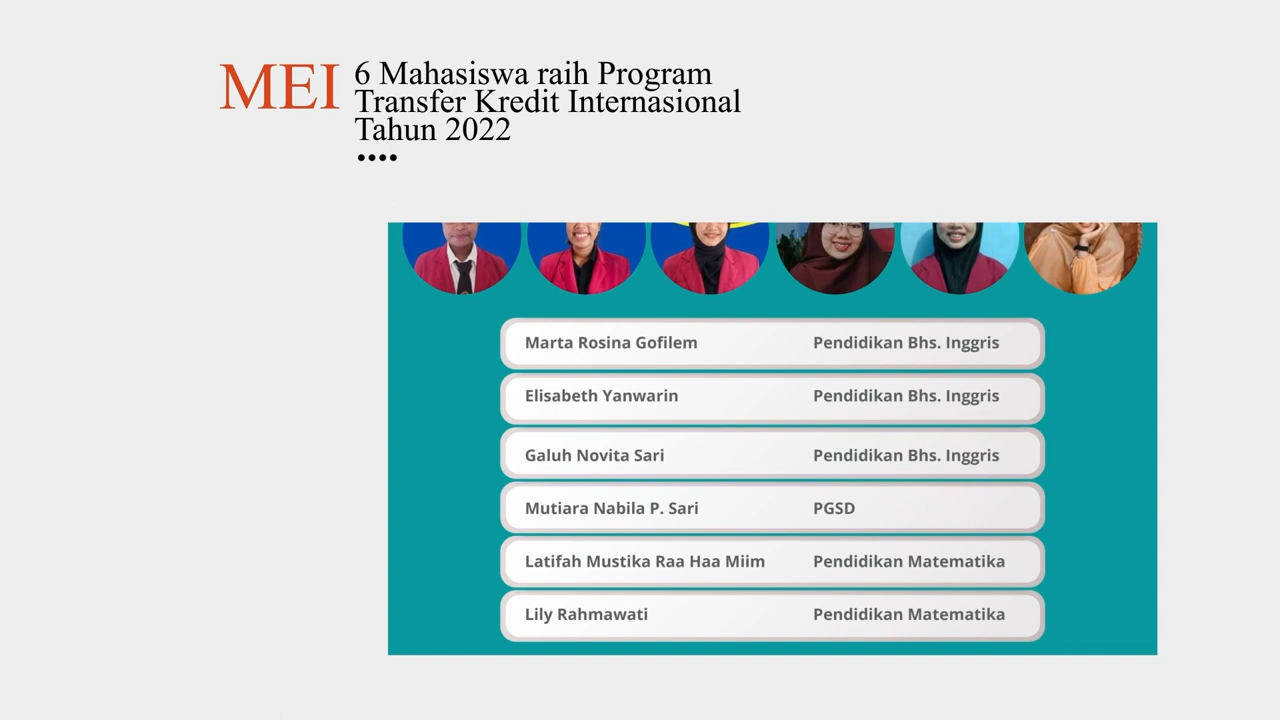 MEI
6 Mahasiswa raih Program
Transfer Kredit Internasional
Tahun 2022
Marta Rosina Gofilem Pendidikan Bhs. Inggris
Elisabeth Yanwarin Pendidikan Bhs. Inggris
Galuh Novita Sari Pendidikan Bhs. Inggris
Mutiara Nabila P. Sari PGSD
Latifah Mustika Raa Haa Miim Pendidikan Matematika
Lily Rahmawati Pendidikan Matematika